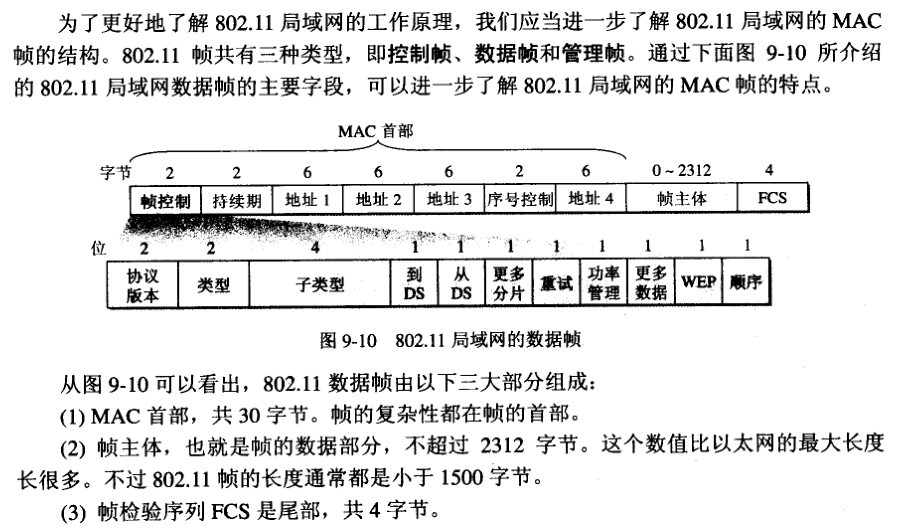 为了更好地了解 802.11 局域网的工作原理，我们应当进一步了解 802.11 局域网的 MAC
帧的结构。802.11 帧共有三种类型，即控制帧、数据帧和管理帧。通过下面图 9-10 所介绍
的 802.11 局域网数据帧的主要字段，可以进一步了解 802.11 局域网的 MAC 帧的特点。
MAC 首部
字节 2 2 6 6 6 2 6 0~2312 4
帧控制 持续期 地址 1 地址 2 地址 3 序号控制 地址 4 帧主体 FCS
位 2 2 4 1 1 1 1 1 1 1 1
协议版本 类型 子类型 到DS 从DS 更多分片 重试 功率管理 更多数据 WEP 顺序
图 9-10 802.11 局域网的数据帧
从图 9-10 可以看出，802.11 数据帧由以下三大部分组成：
(1) MAC 首部，共 30 字节。帧的复杂性都在帧的首部。
(2) 帧主体，也就是帧的数据部分，不超过 2312 字节。这个数值比以太网的最大长度
长很多。不过 802.11 帧的长度通常都是小于 1500 字节。
(3) 帧检验序列 FCS 是尾部，共 4 字节。